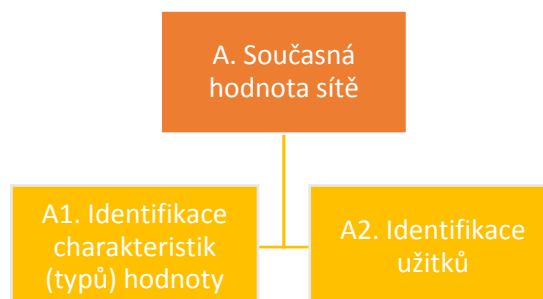 A. Současná
hodnota sítě
A1. Identifikace
charakteristik
(typů) hodnoty
A2. Identifikace
užitků